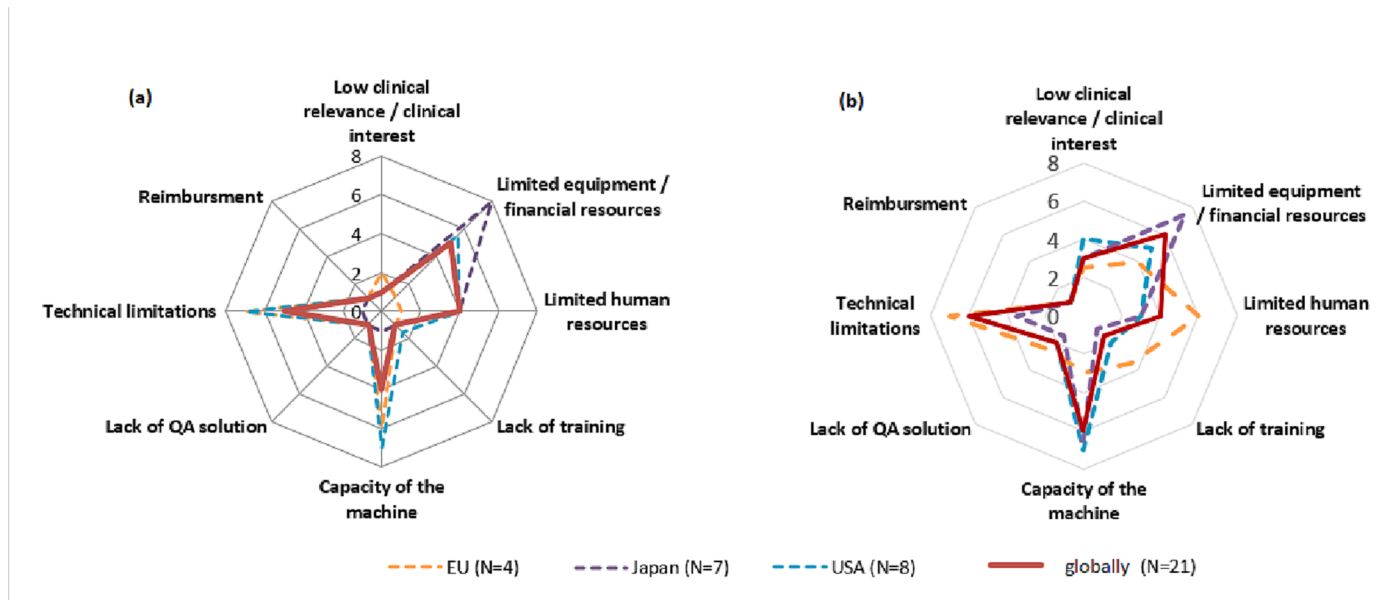 (a)
Low clinical
relevance / clinical
interest
8
6
4
2
0
Limited equipment /
financial resources
Limited human
resources
Lack of training
Capacity of the
machine
Lack of QA solution
Technical limitations
Reimbursment
(b)
Low clinical
relevance / clinical
interest
8
6
4
2
0
Limited equipment
/ financial resources
Limited human
resources
Lack of training
Capacity of the
machine
Lack of QA solution
Technical
limitations
Reimbursment
EU (N=4)
Japan (N=7)
USA (N=8)
globally (N=21)